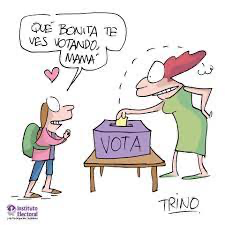 QUÉ BONITA TE
VES VOTANDO,
MAMÁ
VOTA
TRINO
Instituto
Electoral